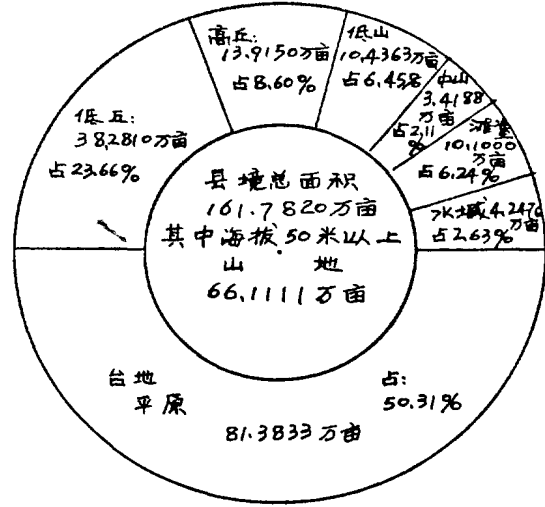 高丘:
13.9150万亩
占8.60%
低山
10.4363万亩
占6.45%
中山
3.4188
万亩
占2.11
%
滩塗
10.1000
万亩
占6.24%
水域4.2476
万亩
占2.63%
低丘:
38.2810万亩
占23.66%
县境总面积
161.7820万亩
其中海拔50米以上
山地
66.1111万亩
台地
平原
占:
50.31%
81.3833万亩